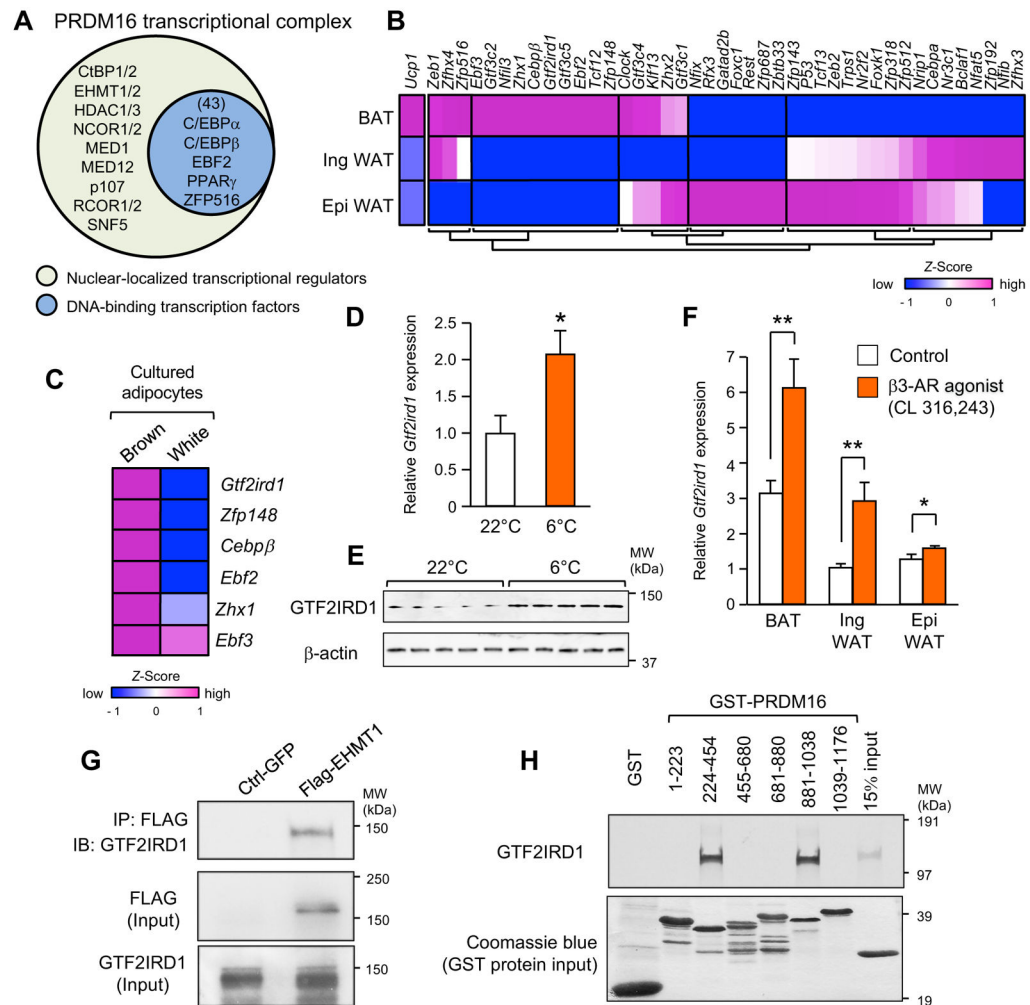 A
PRDM16 transcriptional complex
CtBP1/2
EHMT1/2
HDAC1/3
NCOR1/2
MED1
MED12
p107
RCOR1/2
SNF5
(43)
C/EBPα
C/EBPβ
EBF2
PPARγ
ZFP516
Nuclear-localized transcriptional regulators
DNA-binding transcription factors
B
Ucp1
Zeb1
Zfhx4
Zfp516
Ebf3
Gtf3c2
Nfil3
Zhx1
Cebpβ
Gtf2ird1
Gtf3c5
Ebf2
Tcf12
Zfp148
Clock
Gtf3c4
Klf13
Zhx2
Gtf3c1
Nfix
Rfx3
Gatad2b
Foxc1
Rest
Zfp687
Zbtb33
Zfp143
P53
Tcf13
Zeb2
Trps1
Nr2f2
Foxk1
Zfp318
Zfp512
Nrip1
Cebpa
Nr3c1
Bclaf1
Nfat5
Zfp192
Nfib
Zfhx3
BAT
Ing WAT
Epi WAT
Z-Score
low
high
-1 0 1
C
Cultured
adipocytes
Brown
White
Gtf2ird1
Zfp148
Cebpβ
Ebf2
Zhx1
Ebf3
Z-Score
low
high
-1 0 1
D
Relative Gtf2ird1 expression
2.5
2.0
1.5
1.0
0.5
0
*
22°C
6°C
E
22°C
6°C
MW
(kDa)
GTF2IRD1
150
β-actin
37
F
Relative Gtf2ird1 expression
7
6
5
4
3
2
1
0
**
**
*
Control
β3-AR agonist
(CL 316,243)
BAT
Ing
WAT
Epi
WAT
G
Ctrl-GFP
Flag-EHMT1
MW
(kDa)
IP: FLAG
IB: GTF2IRD1
150
FLAG
(Input)
250
150
GTF2IRD1
(Input)
150
H
GST-PRDM16
GST
1-223
224-454
455-680
681-880
881-1038
1039-1176
15% input
MW
(kDa)
GTF2IRD1
191
97
Coomassie blue
(GST protein input)
39
19